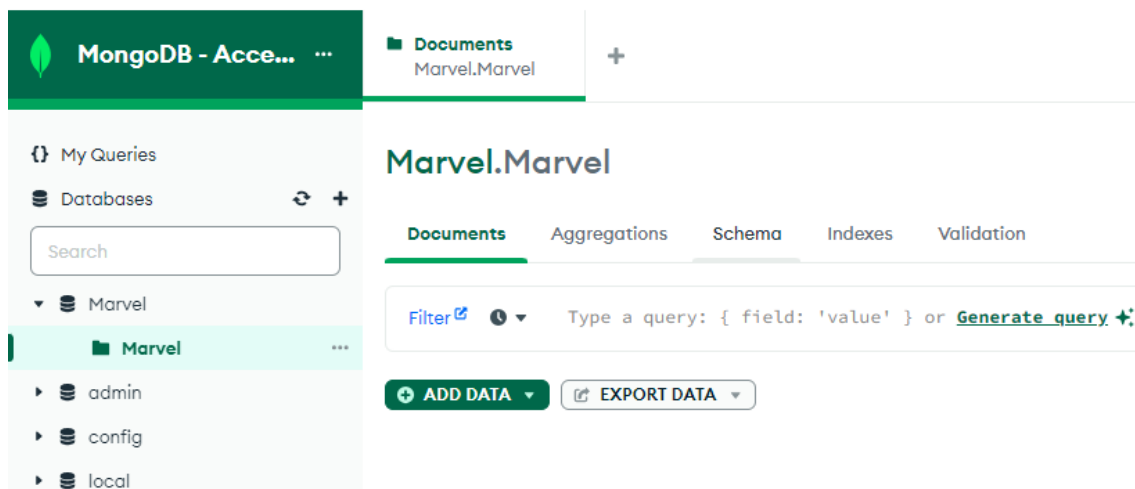 MongoDB - Acce... ...
Documents
Marvel.Marvel
+
{} My Queries
Databases
Search
Marvel
Marvel ...
admin
config
local
Marvel.Marvel
Documents Aggregations Schema Indexes Validation
Filter Type a query: { field: 'value' } or Generate query
ADD DATA EXPORT DATA